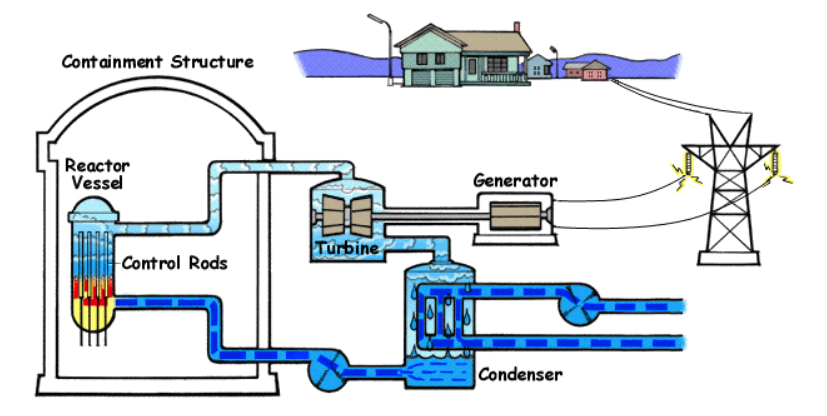 Containment Structure
Reactor
Vessel
Generator
Turbine
Control Rods
Condenser